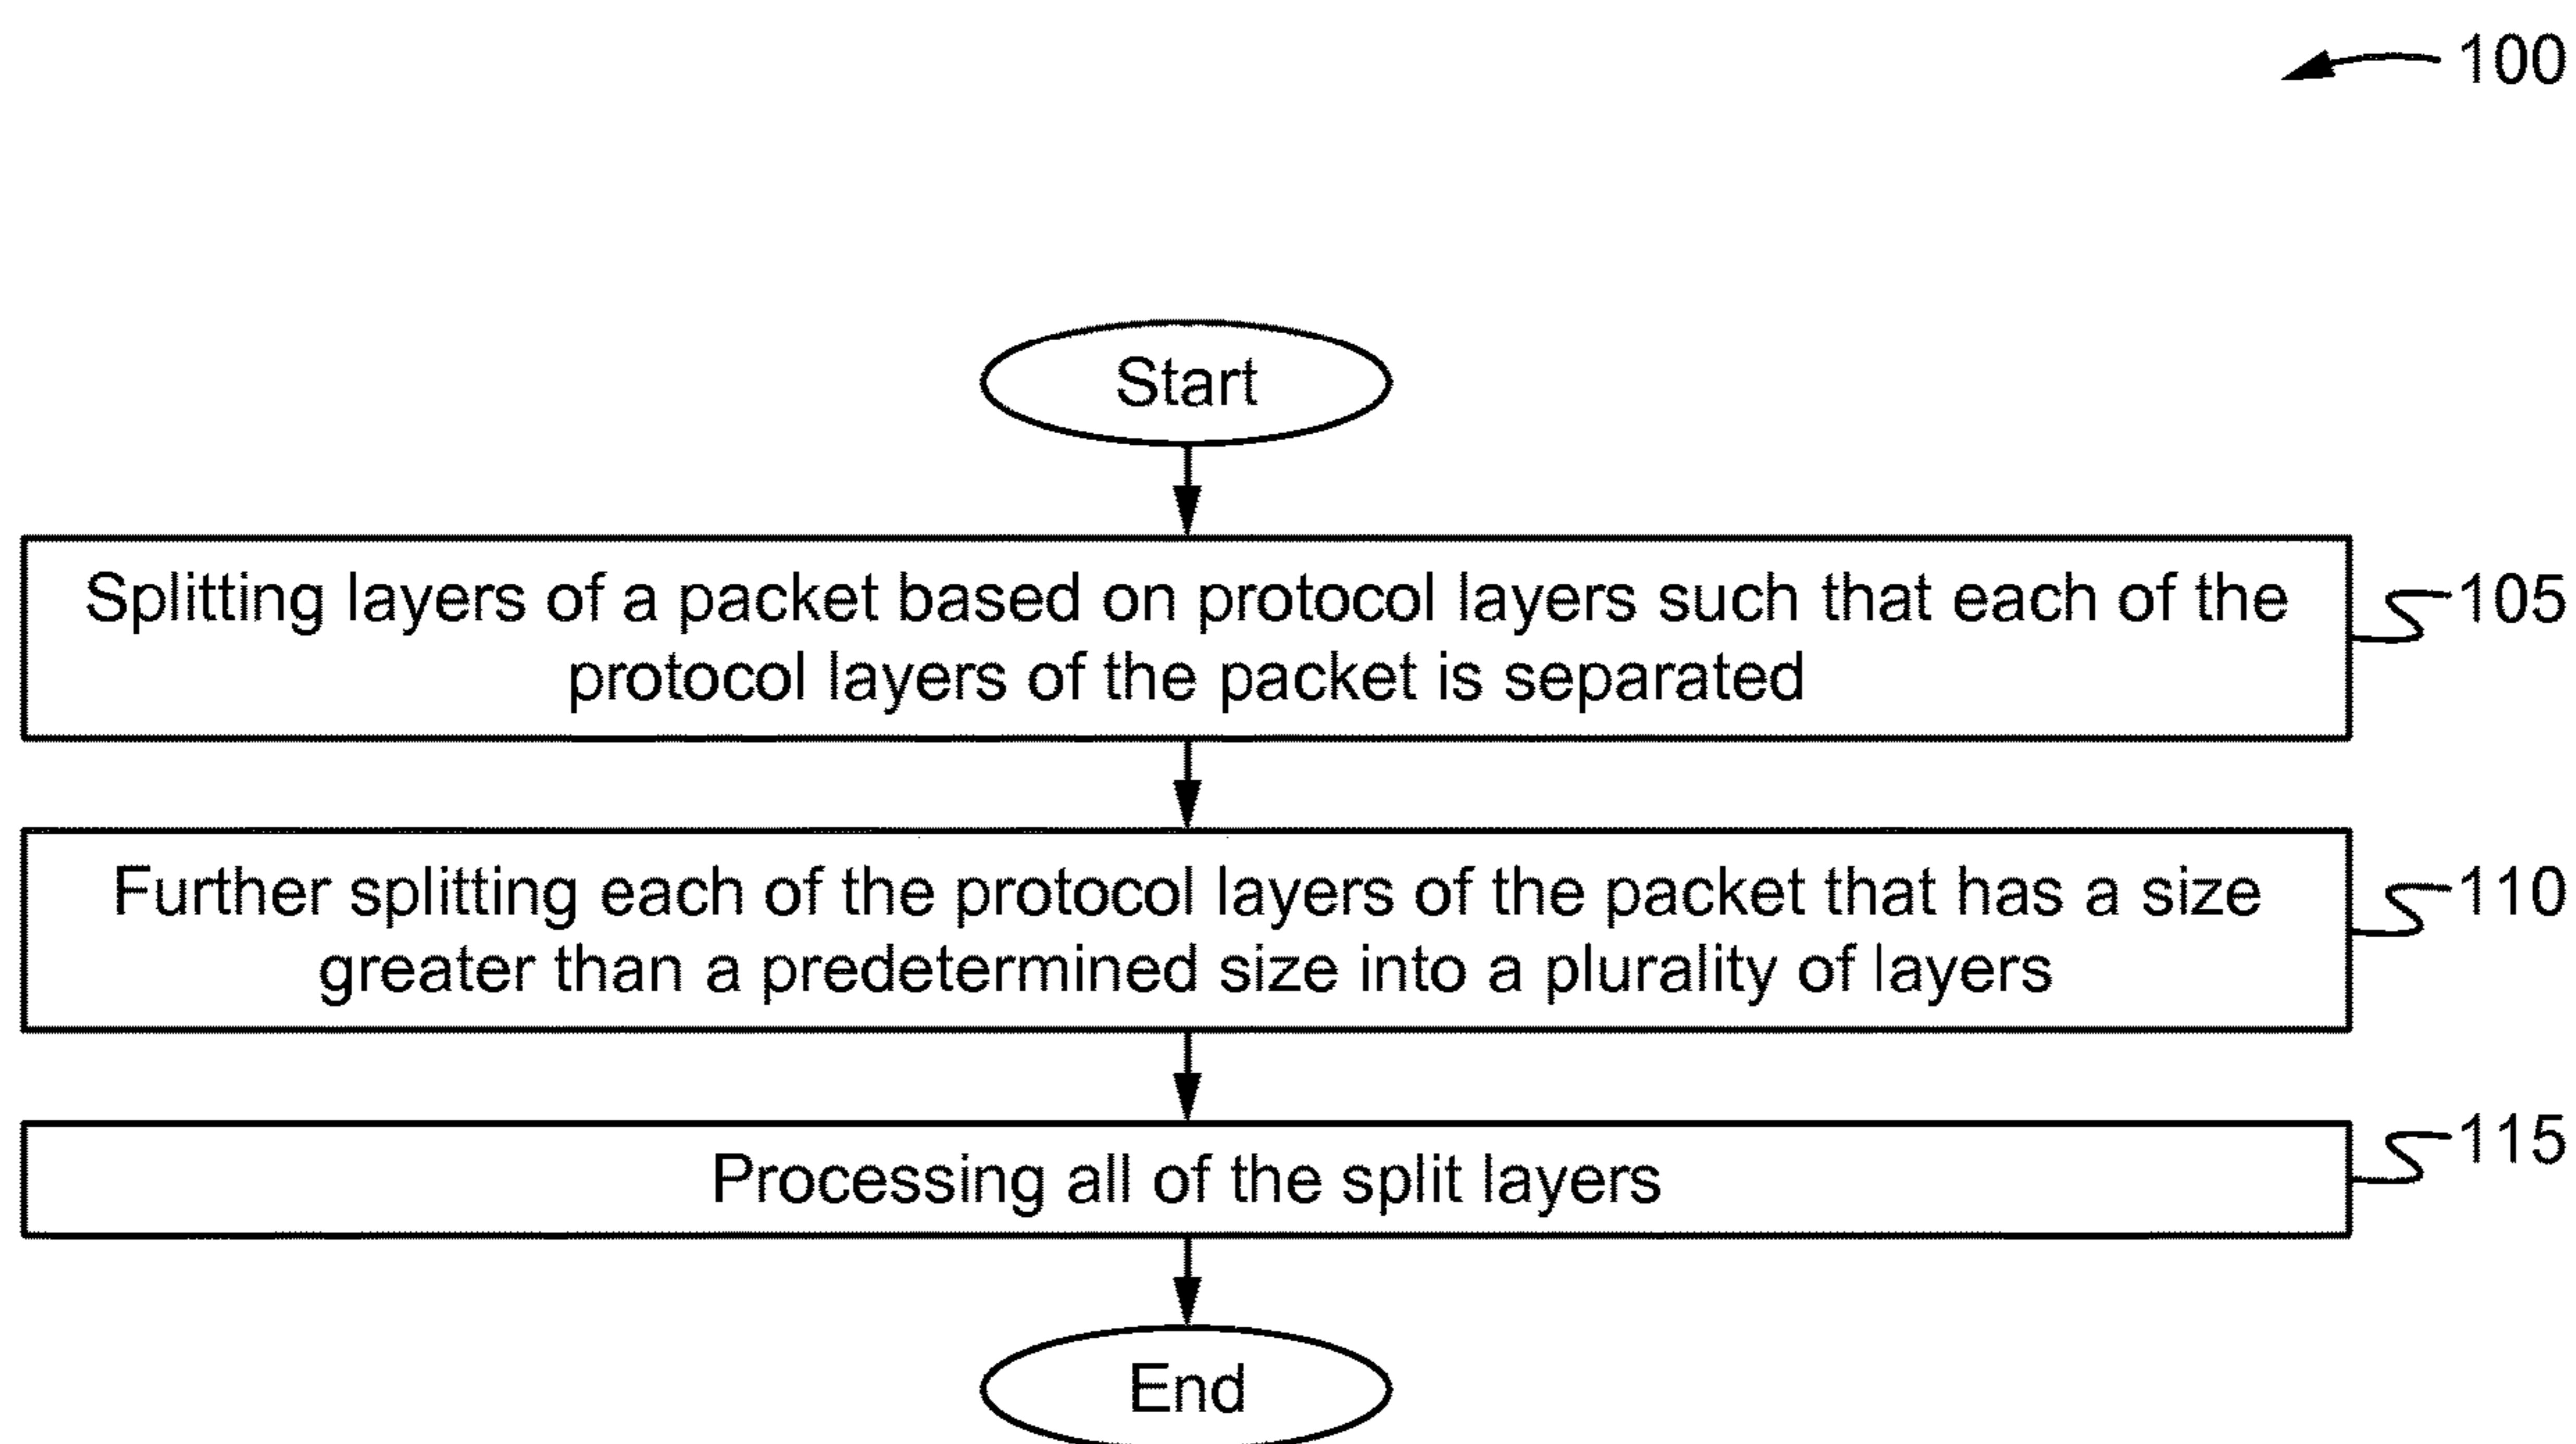 100
Start
Splitting layers of a packet based on protocol layers such that each of the
protocol layers of the packet is separated
105
Further splitting each of the protocol layers of the packet that has a size
greater than a predetermined size into a plurality of layers
110
Processing all of the split layers
115
End